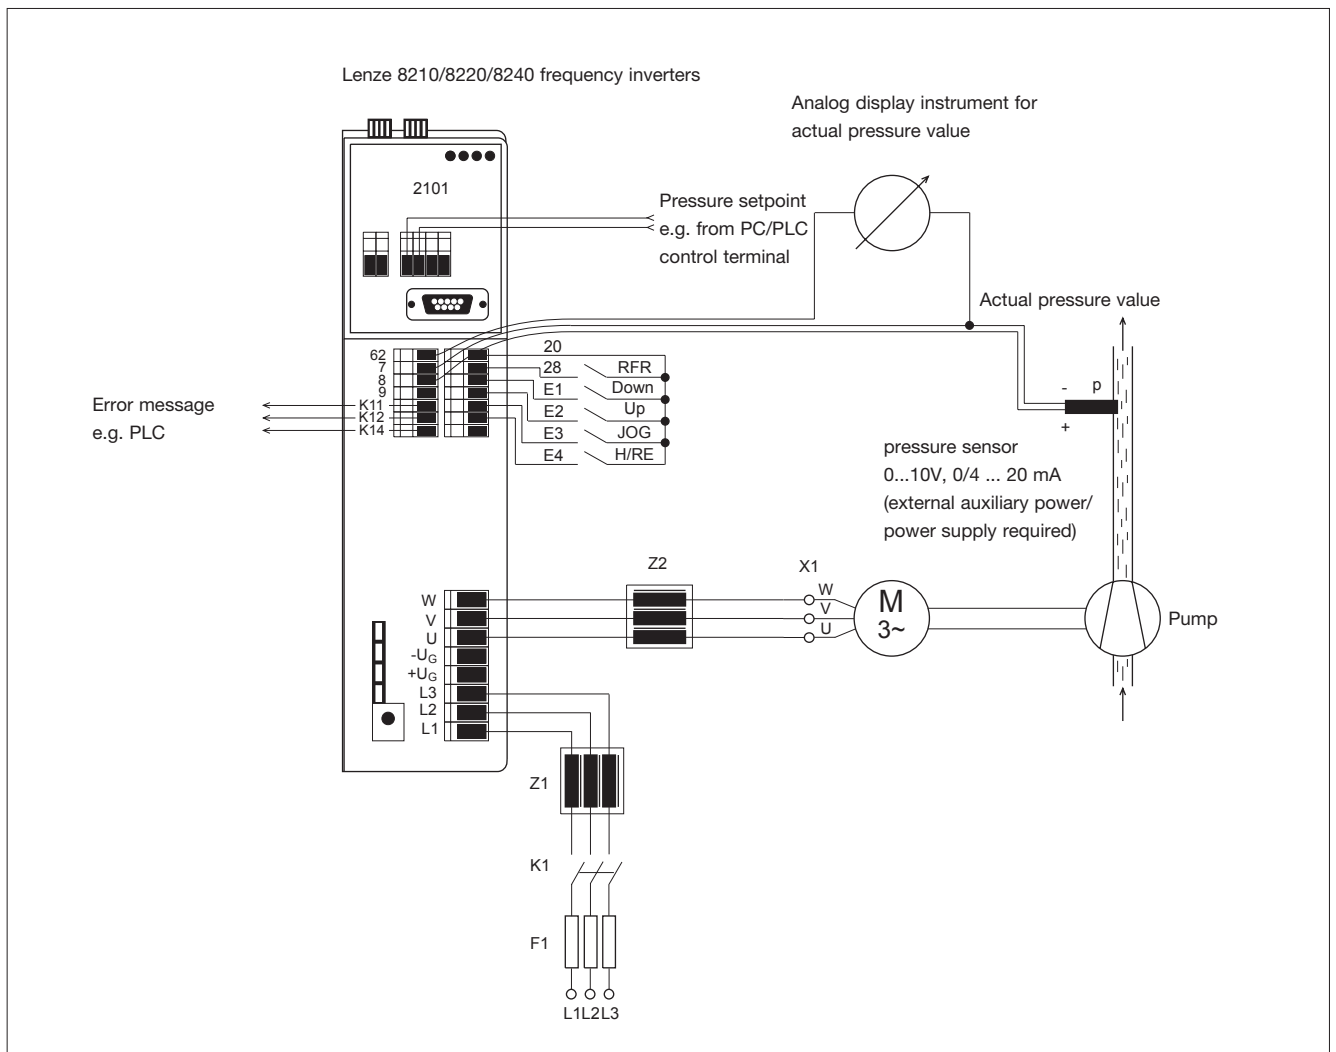 Lenze 8210/8220/8240 frequency inverters
Analog display instrument for
actual pressure value
2101
Pressure setpoint
e.g. from PC/PLC
control terminal
Actual pressure value
62
7
8
9
K11
K12
K14
20
28
RFR
E1
Down
E2
Up
E3
JOG
E4
H/RE
Error message
e.g. PLC
- p
+
pressure sensor
0...10V, 0/4 ... 20 mA
(external auxiliary power/
power supply required)
Z2
X1
W
V
U
M
3~
Pump
W
V
U
-UG
+UG
L3
L2
L1
Z1
K1
F1
L1 L2 L3